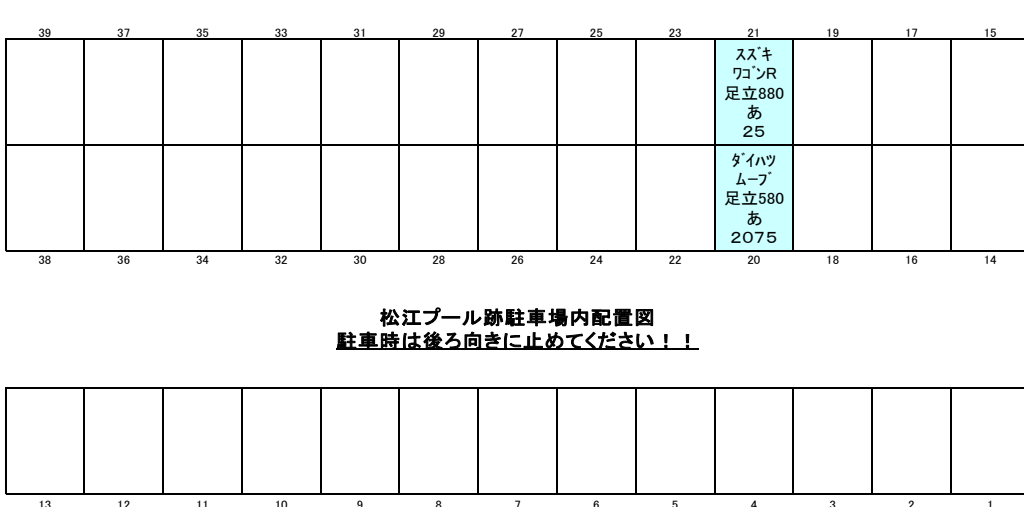 39 37 35 33 31 29 27 25 23 21 19 17 15
スズキ
ワゴンR
足立880
あ
25
ダイハツ
ムーブ
足立580
あ
2075
38 36 34 32 30 28 26 24 22 20 18 16 14
松江プール跡駐車場内配置図
駐車時は後ろ向きに止めてください！！
13 12 11 10 9 8 7 6 5 4 3 2 1